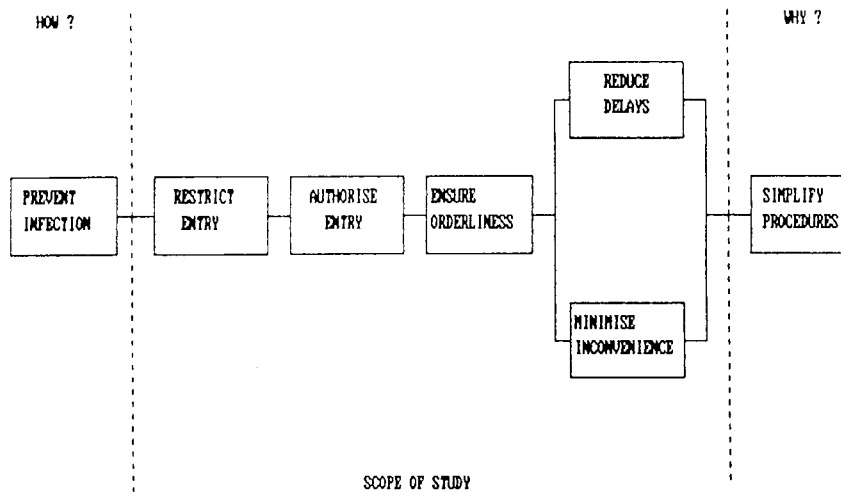 HOW ?
WHY ?
REDUCE
DELAYS
PREVENT
INFECTION
RESTRICT
ENTRY
AUTHORISE
ENTRY
ENSURE
ORDERLINESS
SIMPLIFY
PROCEDURES
MINIMISE
INCONVENIENCE
SCOPE OF STUDY